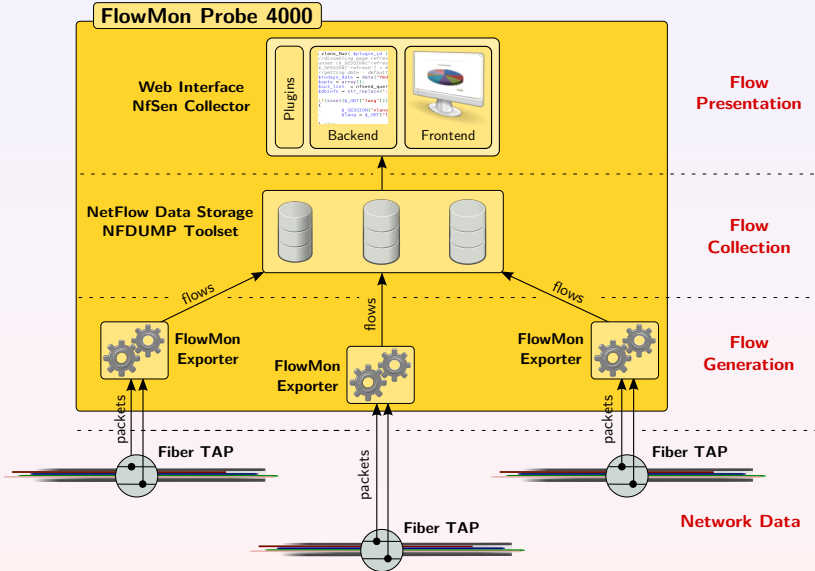 FlowMon Probe 4000
Web Interface
NfSen Collector
Plugins
Backend
Frontend
Flow
Presentation
NetFlow Data Storage
NFDUMP Toolset
Flow
Collection
flows
flows
flows
FlowMon
Exporter
FlowMon
Exporter
FlowMon
Exporter
Flow
Generation
packets
packets
packets
Fiber TAP
Fiber TAP
Fiber TAP
Network Data